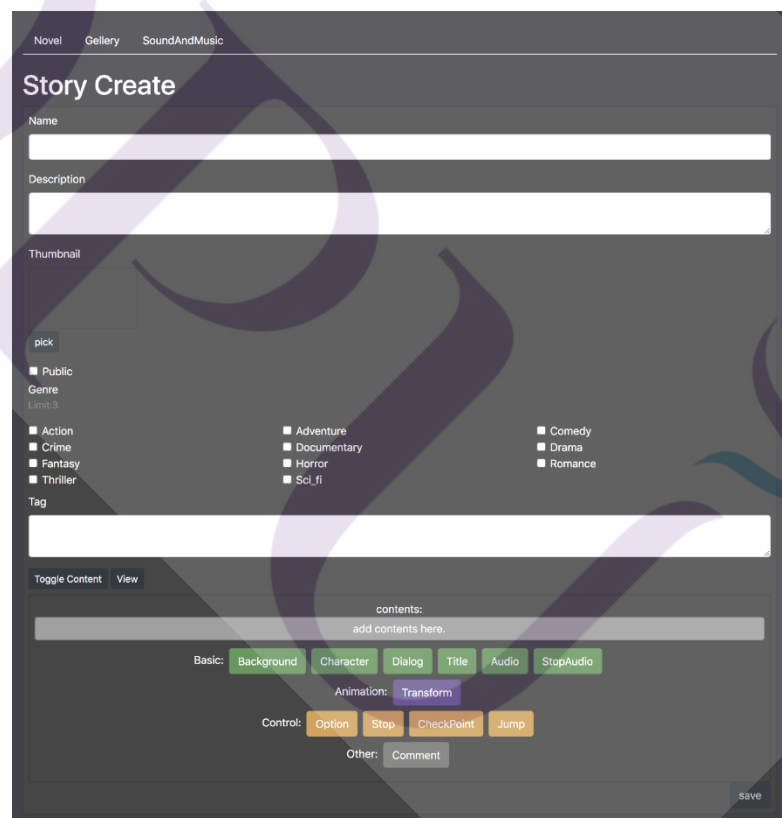 Novel Gellery SoundAndMusic
Story Create
Name
Description
Thumbnail
pick
Public
Genre
Limit:3
Action Adventure Comedy
Crime Documentary Drama
Fantasy Horror Romance
Thriller Sci_fi
Tag
Toggle Content View
contents:
add contents here.
Basic: Background Character Dialog Title Audio StopAudio
Animation: Transform
Control: Option Stop CheckPoint Jump
Other: Comment
save